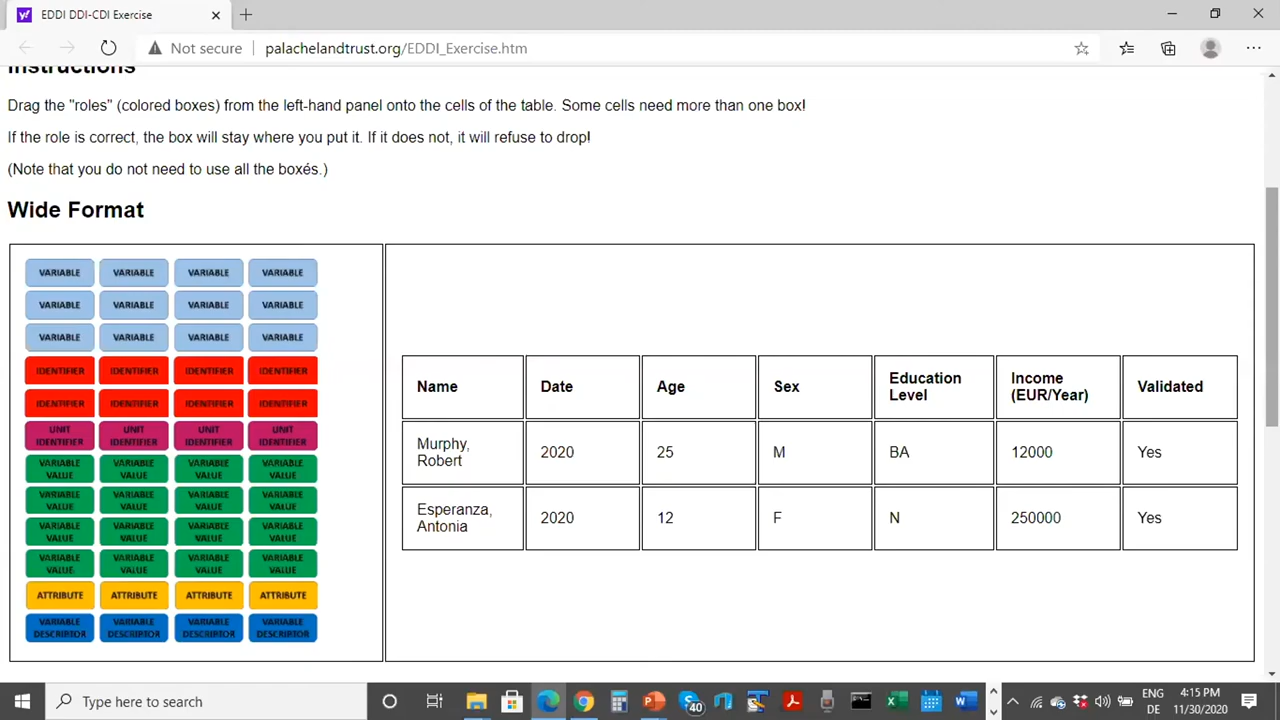 EDDI DDI-CDI Exercise
Not secure palachelandtrust.org/EDDI_Exercise.htm
Instructions
Drag the "roles" (colored boxes) from the left-hand panel onto the cells of the table. Some cells need more than one box!
If the role is correct, the box will stay where you put it. If it does not, it will refuse to drop!
(Note that you do not need to use all the boxés.)
Wide Format
VARIABLE VARIABLE VARIABLE VARIABLE
VARIABLE VARIABLE VARIABLE VARIABLE
VARIABLE VARIABLE VARIABLE VARIABLE
IDENTIFIER IDENTIFIER IDENTIFIER IDENTIFIER
IDENTIFIER IDENTIFIER IDENTIFIER IDENTIFIER
UNIT IDENTIFIER UNIT IDENTIFIER UNIT IDENTIFIER UNIT IDENTIFIER
VARIABLE VALUE VARIABLE VALUE VARIABLE VALUE VARIABLE VALUE
VARIABLE VALUE VARIABLE VALUE VARIABLE VALUE VARIABLE VALUE
VARIABLE VALUE VARIABLE VALUE VARIABLE VALUE VARIABLE VALUE
VARIABLE VALUE VARIABLE VALUE VARIABLE VALUE VARIABLE VALUE
ATTRIBUTE ATTRIBUTE ATTRIBUTE ATTRIBUTE
VARIABLE DESCRIPTOR VARIABLE DESCRIPTOR VARIABLE DESCRIPTOR VARIABLE DESCRIPTOR
Name Date Age Sex Education Level Income (EUR/Year) Validated
Murphy, Robert 2020 25 M BA 12000 Yes
Esperanza, Antonia 2020 12 F N 250000 Yes
Type here to search
40
ENG
DE
4:15 PM
11/30/2020